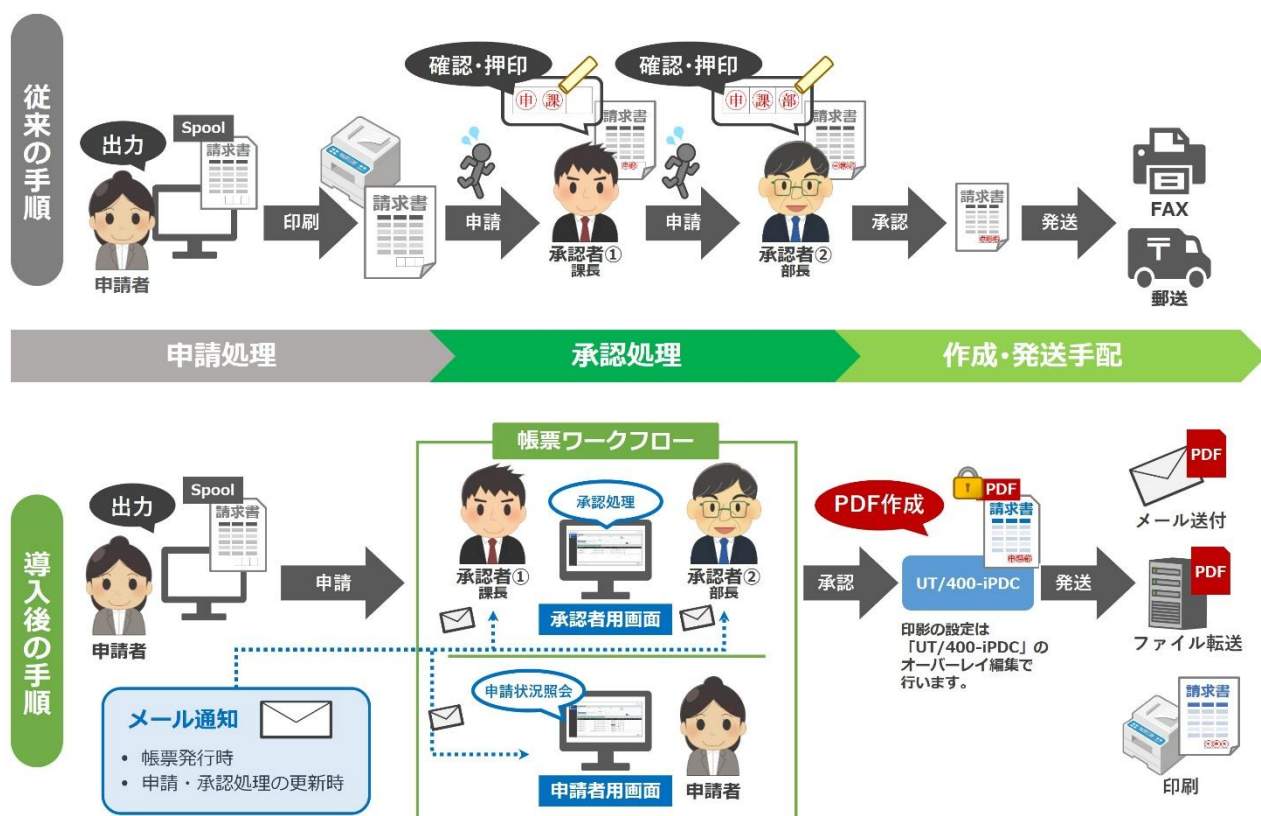 従来の手順
出力
Spool
請求書
申請者
印刷
請求書
申請
確認・押印
申 課
請求書
承認者①
課長
申請
確認・押印
申 課 部
請求書
承認者②
部長
承認
請求書
発送
FAX
〒
郵送
申請処理
承認処理
作成・発送手配
導入後の手順
出力
Spool
請求書
申請者
申請
メール通知
• 帳票発行時
• 申請・承認処理の更新時
帳票ワークフロー
承認者①
課長
承認処理
承認者用画面
承認者②
部長
申請状況照会
申請者用画面
申請者
承認
PDF作成
PDF
請求書
UT/400-iPDC
印影の設定は
「UT/400-iPDC」の
オーバーレイ編集で
行います。
発送
PDF
メール送付
PDF
ファイル転送
請求書
印刷